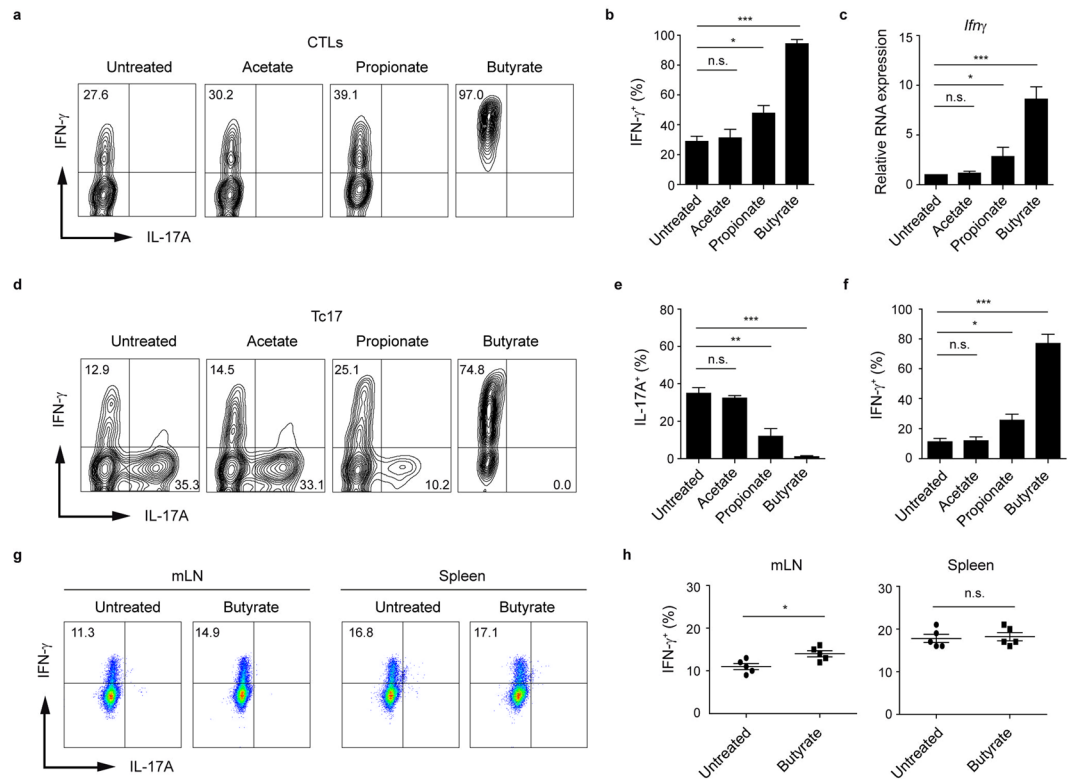 a
CTLs
Untreated Acetate Propionate Butyrate
27.6 30.2 39.1 97.0
IFN-γ
IL-17A
b
***
*
n.s.
IFN-γ⁺ (%)
100
80
60
40
20
0
Untreated Acetate Propionate Butyrate
c
Ifnγ
***
*
n.s.
Relative RNA expression
15
10
5
0
Untreated Acetate Propionate Butyrate
d
Tc17
Untreated Acetate Propionate Butyrate
12.9 14.5 25.1 74.8
35.3 33.1 10.2 0.0
IFN-γ
IL-17A
e
***
**
n.s.
IL-17A⁺ (%)
80
60
40
20
0
Untreated Acetate Propionate Butyrate
f
***
*
n.s.
IFN-γ⁺ (%)
100
80
60
40
20
0
Untreated Acetate Propionate Butyrate
g
mLN Spleen
Untreated Butyrate Untreated Butyrate
11.3 14.9 16.8 17.1
IFN-γ
IL-17A
h
mLN
*
IFN-γ⁺ (%)
30
20
10
0
Untreated Butyrate
Spleen
n.s.
30
20
10
0
Untreated Butyrate